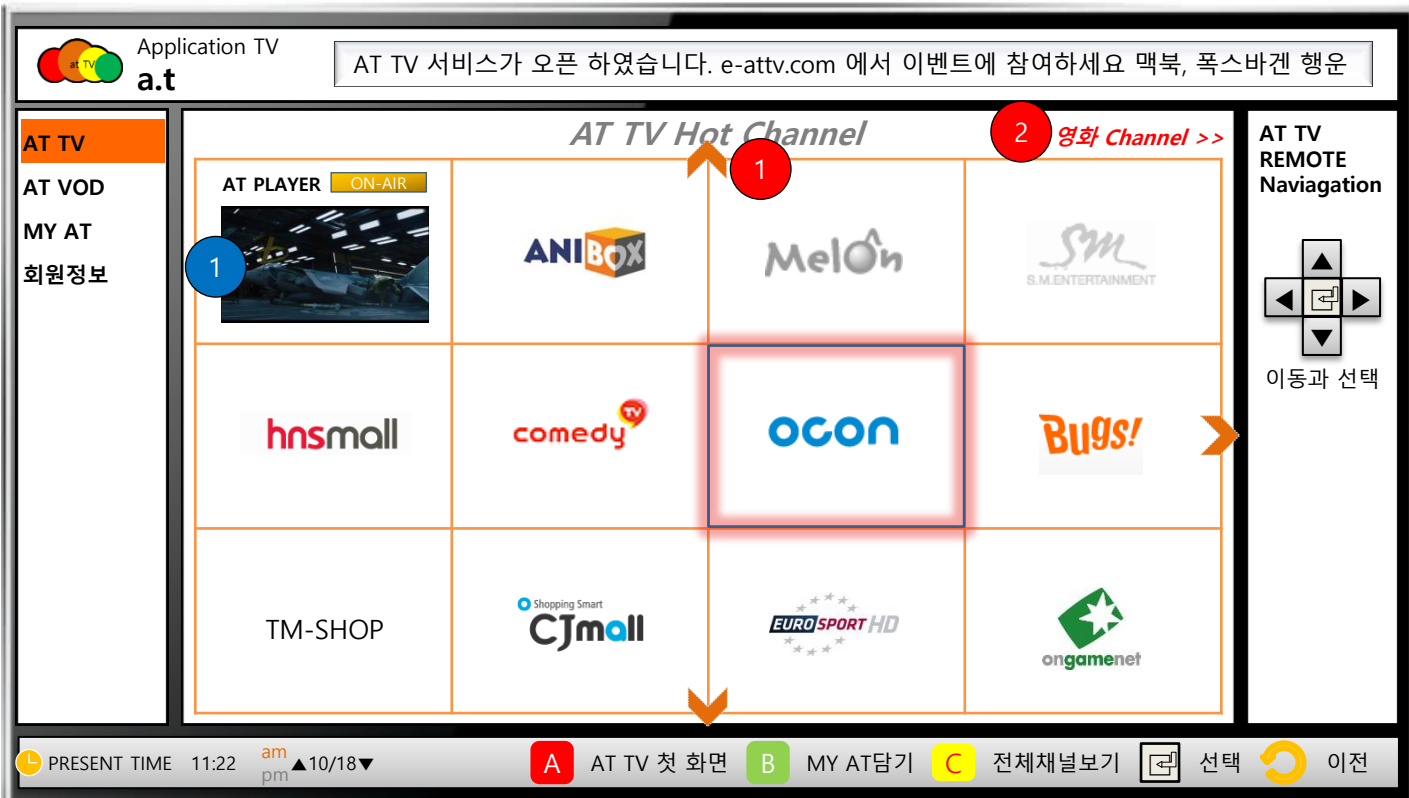 at TV
Application TV
a.t
AT TV 서비스가 오픈 하였습니다. e-attv.com 에서 이벤트에 참여하세요 맥북, 폭스바겐 행운
AT TV
AT VOD
MY AT
회원정보
AT TV Hot Channel
1
2
영화 Channel >>
AT PLAYER
ON-AIR
1
ANIBOX
Melon
SM
S.M.ENTERTAINMENT
hnsmall
comedy TV
ocon
Bugs!
TM-SHOP
Shopping Smart
CJmall
EUROSPORT HD
ongamenet
AT TV
REMOTE
Naviagation
이동과 선택
PRESENT TIME 11:22 am pm ▲10/18▼
A AT TV 첫 화면 B MY AT담기 C 전체채널보기 선택 이전